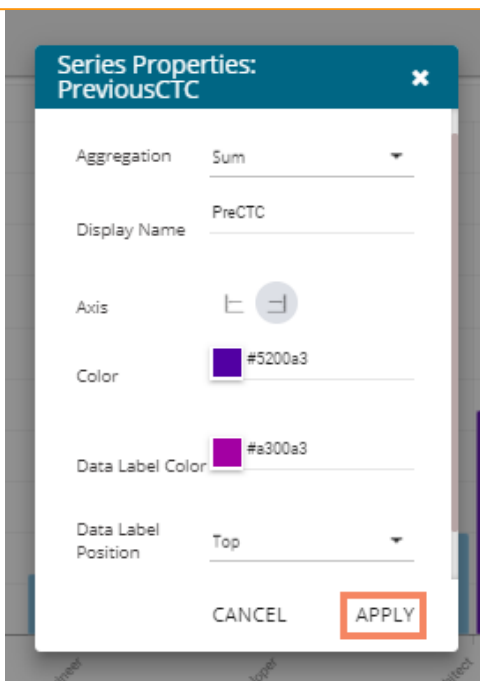 Series Properties:
PreviousCTC
Aggregation Sum
Display Name PreCTC
Axis
Color #5200a3
Data Label Color #a300a3
Data Label
Position Top
CANCEL APPLY